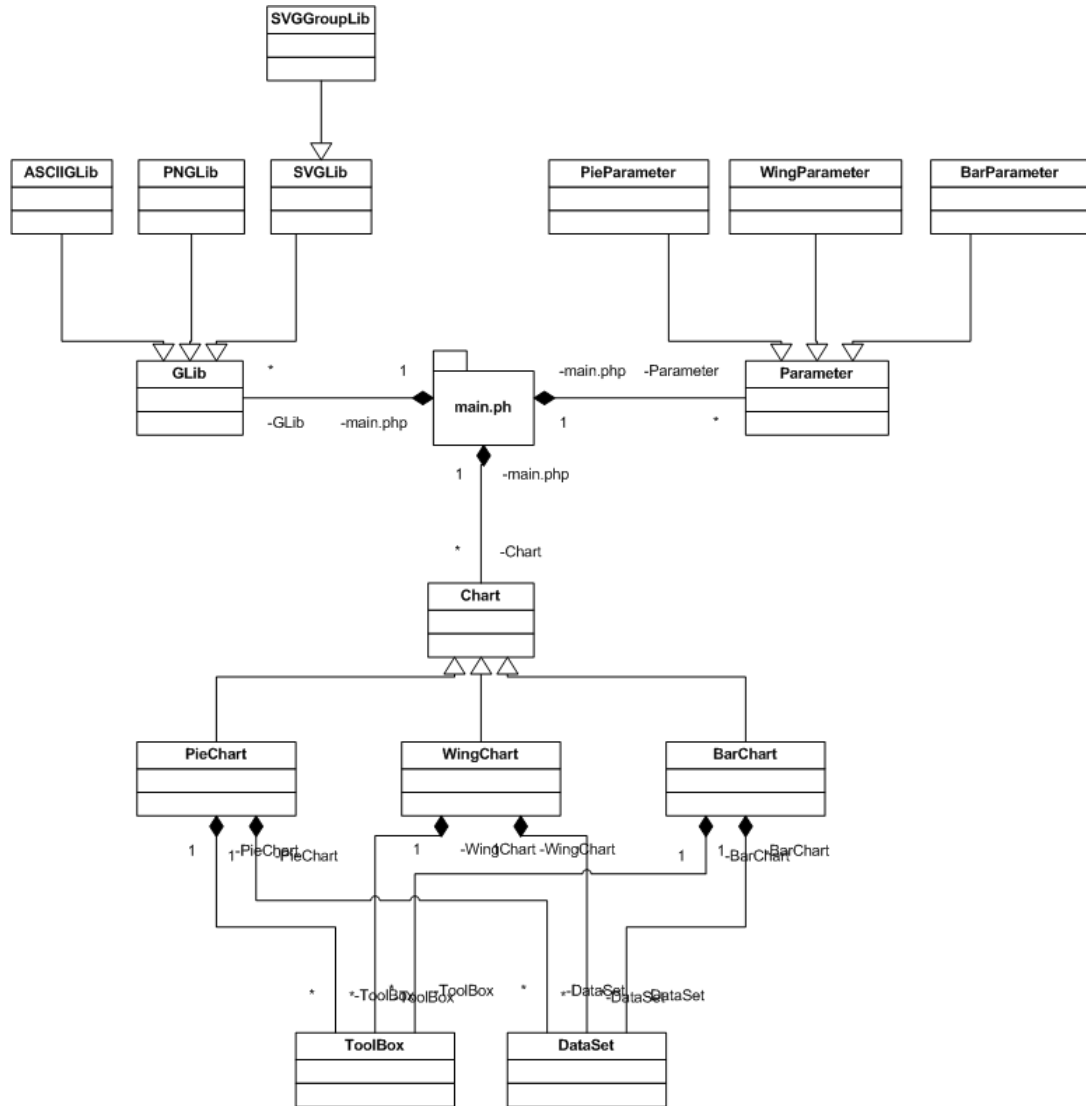 SVGGroupLib
ASCIIGLib
PNGLib
SVGLib
PieParameter
WingParameter
BarParameter
GLib
*
1
-GLib
-main.php
main.ph
-main.php
-Parameter
1
*
Parameter
1
-main.php
*
-Chart
Chart
PieChart
WingChart
BarChart
1
-PieChart
1
-PieChart
1
-WingChart
1
-WingChart
1
-BarChart
1
-BarChart
*
-ToolBox
*
-ToolBox
*
-ToolBox
*
-DataSet
*
-DataSet
*
-DataSet
ToolBox
DataSet